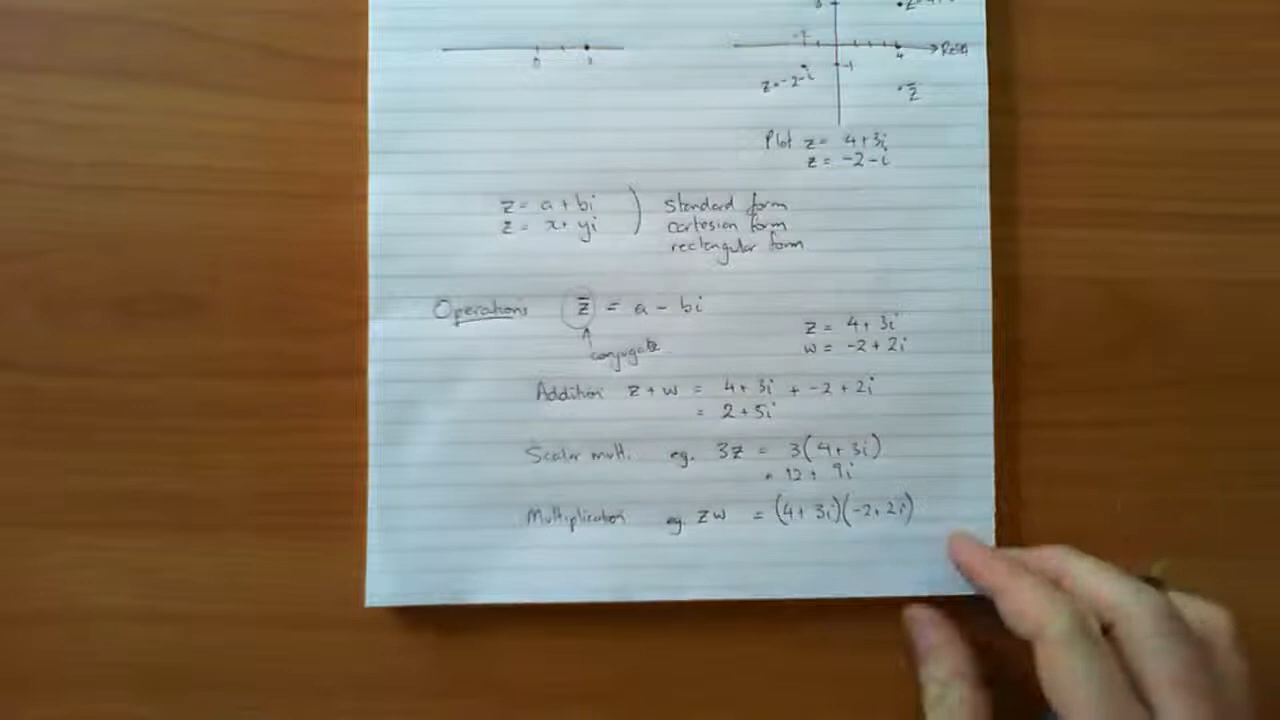 -2
4
Re(z)
z = -2-i
-1
z̄
0
Plot z = 4+3i
z = -2-i
z = a + bi ) standard form
z = x + yi cartesian form
rectangular form
Operations z̄ = a - bi
conjugate
z = 4+3i
w = -2+2i
Addition z+w = 4+3i + -2+2i
= 2+5i
Scalar mult. eg. 3z = 3(4+3i)
= 12+ 9i
Multiplication eg. zw = (4+3i)(-2+2i)